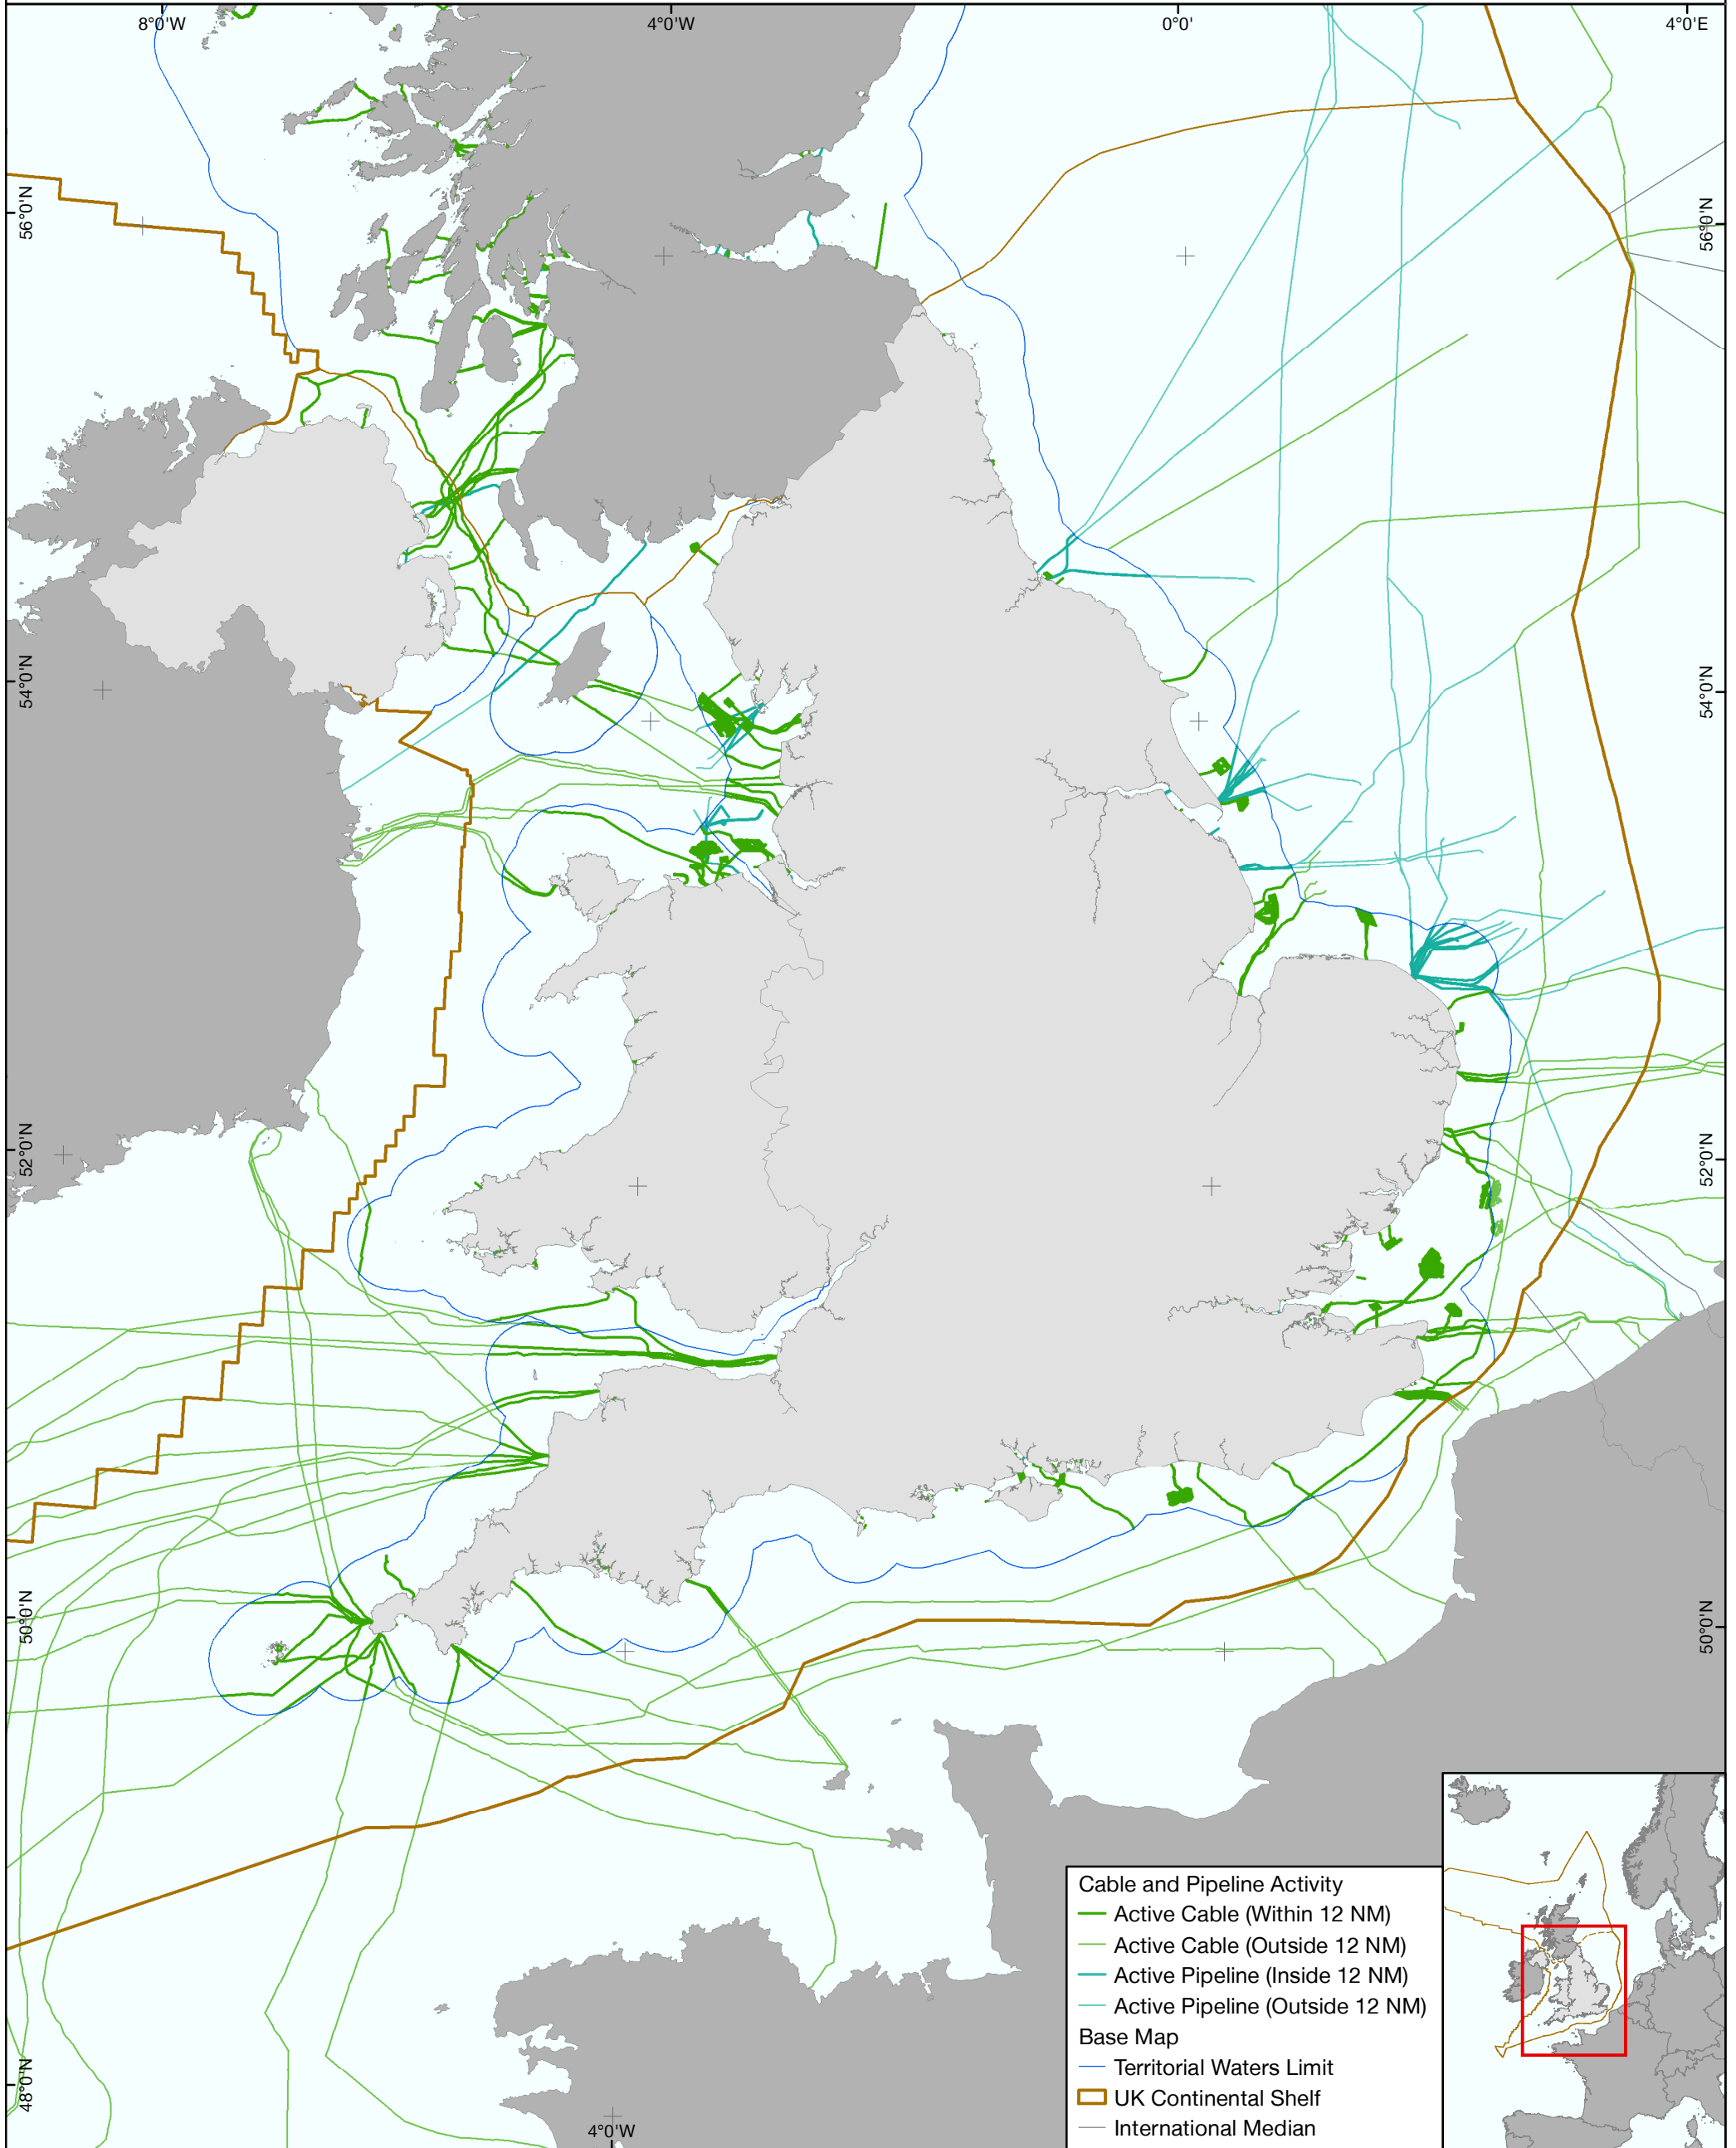 8°0'W
4°0'W
0°0'
4°0'E
56°0'N
56°0'N
54°0'N
54°0'N
52°0'N
52°0'N
50°0'N
50°0'N
48°0'N
4°0'W
Cable and Pipeline Activity
Active Cable (Within 12 NM)
Active Cable (Outside 12 NM)
Active Pipeline (Inside 12 NM)
Active Pipeline (Outside 12 NM)
Base Map
Territorial Waters Limit
UK Continental Shelf
International Median